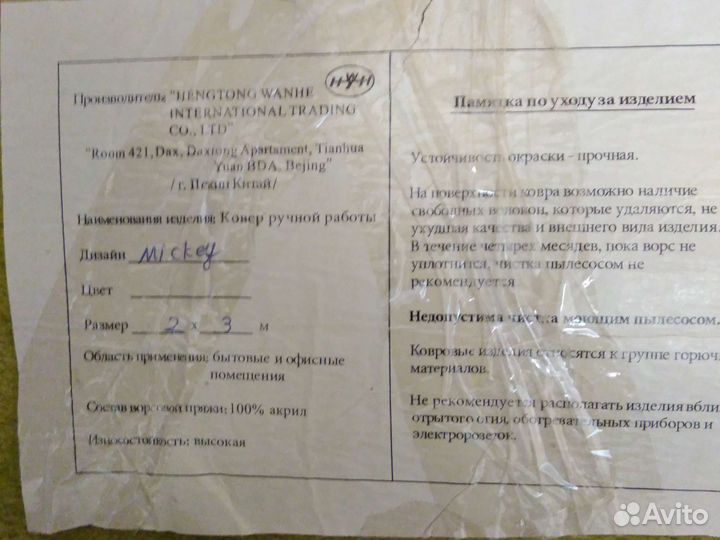 Производитель: "HENGTONG WANHE
INTERNATIONAL TRADING
CO., LTD"
"Room 421, Dax, Daxiong Apartament, Tianhua
Yuan BDA, Bejing"
/ г. Пекин Китай/
Наименования изделия: Ковер ручной работы
Дизайн Mickey
Цвет
Размер 2 х 3 м
Область применения: бытовые и офисные
помещения
Состав ворсовой пряжи: 100% акрил
Износостойкость: высокая
Памятка по уходу за изделием
Устойчивость окраски - прочная.
На поверхности ковра возможно наличие
свободных волокон, которые удаляются, не
ухудшая качества и внешнего вида изделия.
В течение четырех месядев, пока ворс не
уплотнится, чистка пылесосом не
рекомендуется
Недопустима чистка моющим пылесосом.
Ковровые изделия относятся к группе горюч
материалов
Не рекомендуется располагать изделия вбли
отрытого огня, обогревательных приборов и
электророзеток.
Avito